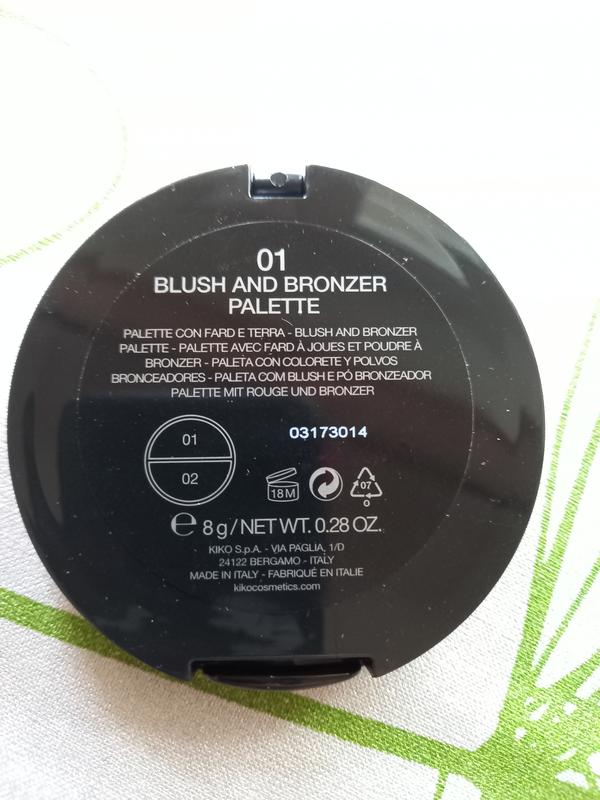 01
BLUSH AND BRONZER
PALETTE
PALETTE CON FARD E TERRA - BLUSH AND BRONZER
PALETTE - PALETTE AVEC FARD À JOUES ET POUDRE À
BRONZER - PALETA CON COLORETE Y POLVOS
BRONCEADORES - PALETA COM BLUSH E PÓ BRONZEADOR
PALETTE MIT ROUGE UND BRONZER
01
02
03173014
18 M
07
O
℮ 8 g / NET WT. 0.28 OZ.
KIKO S.p.A. - VIA PAGLIA, 1/D
24122 BERGAMO - ITALY
MADE IN ITALY - FABRIQUÉ EN ITALIE
kikocosmetics.com